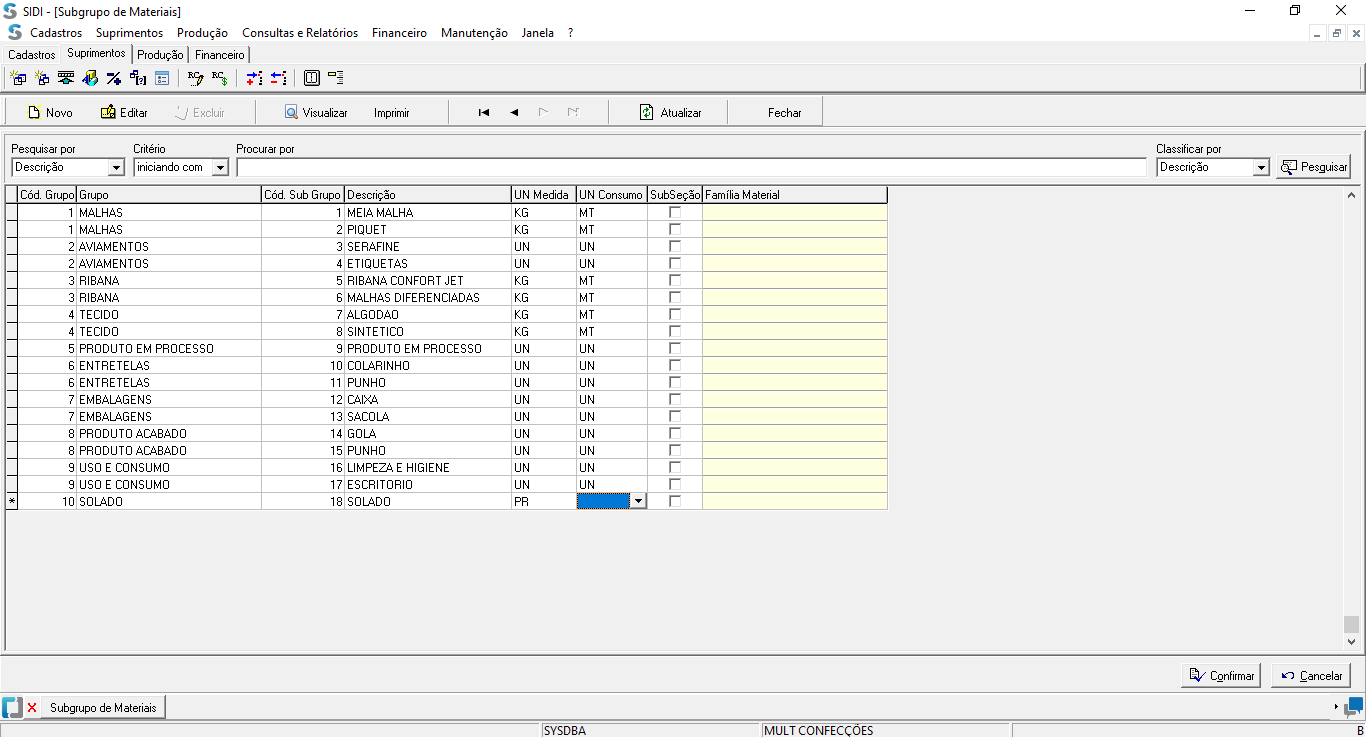 SIDI - [Subgrupo de Materiais]
Cadastros Suprimentos Produção Consultas e Relatórios Financeiro Manutenção Janela ?
Cadastros Suprimentos Produção Financeiro
Novo Editar Excluir Visualizar Imprimir Atualizar Fechar
Pesquisar por Critério Procurar por Classificar por
Descrição iniciando com Descrição Pesquisar
Cód. Grupo Grupo Cód. Sub Grupo Descrição UN Medida UN Consumo SubSeção Família Material
1 MALHAS 1 MEIA MALHA KG MT
1 MALHAS 2 PIQUET KG MT
2 AVIAMENTOS 3 SERAFINE UN UN
2 AVIAMENTOS 4 ETIQUETAS UN UN
3 RIBANA 5 RIBANA CONFORT JET KG MT
3 RIBANA 6 MALHAS DIFERENCIADAS KG MT
4 TECIDO 7 ALGODAO KG MT
4 TECIDO 8 SINTETICO KG MT
5 PRODUTO EM PROCESSO 9 PRODUTO EM PROCESSO UN UN
6 ENTRETELAS 10 COLARINHO UN UN
6 ENTRETELAS 11 PUNHO UN UN
7 EMBALAGENS 12 CAIXA UN UN
7 EMBALAGENS 13 SACOLA UN UN
8 PRODUTO ACABADO 14 GOLA UN UN
8 PRODUTO ACABADO 15 PUNHO UN UN
9 USO E CONSUMO 16 LIMPEZA E HIGIENE UN UN
9 USO E CONSUMO 17 ESCRITORIO UN UN
* 10 SOLADO 18 SOLADO PR
Confirmar Cancelar
Subgrupo de Materiais
SYSDBA MULT CONFECÇÕES B